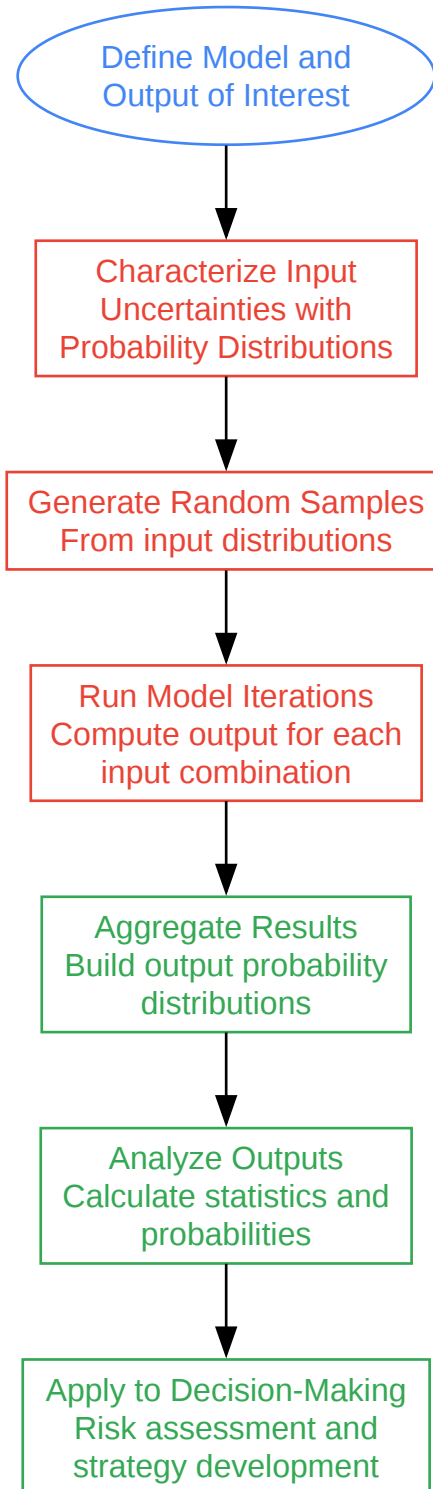 Define Model and
Output of Interest
Characterize Input
Uncertainties with
Probability Distributions
Generate Random Samples
From input distributions
Run Model Iterations
Compute output for each
input combination
Aggregate Results
Build output probability
distributions
Analyze Outputs
Calculate statistics and
probabilities
Apply to Decision-Making
Risk assessment and
strategy development